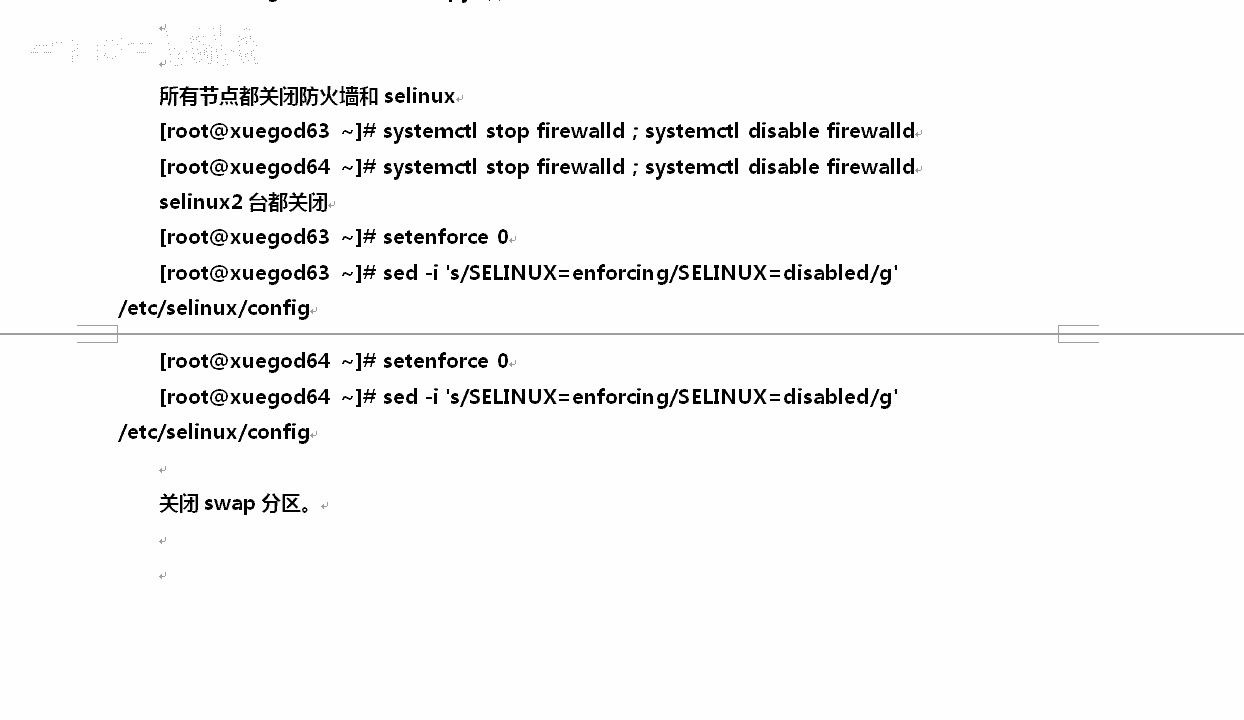 所有节点都关闭防火墙和 selinux
[root@xuegod63 ~]# systemctl stop firewalld ; systemctl disable firewalld
[root@xuegod64 ~]# systemctl stop firewalld ; systemctl disable firewalld
selinux2 台都关闭
[root@xuegod63 ~]# setenforce 0
[root@xuegod63 ~]# sed -i 's/SELINUX=enforcing/SELINUX=disabled/g'
/etc/selinux/config
[root@xuegod64 ~]# setenforce 0
[root@xuegod64 ~]# sed -i 's/SELINUX=enforcing/SELINUX=disabled/g'
/etc/selinux/config
关闭 swap 分区。